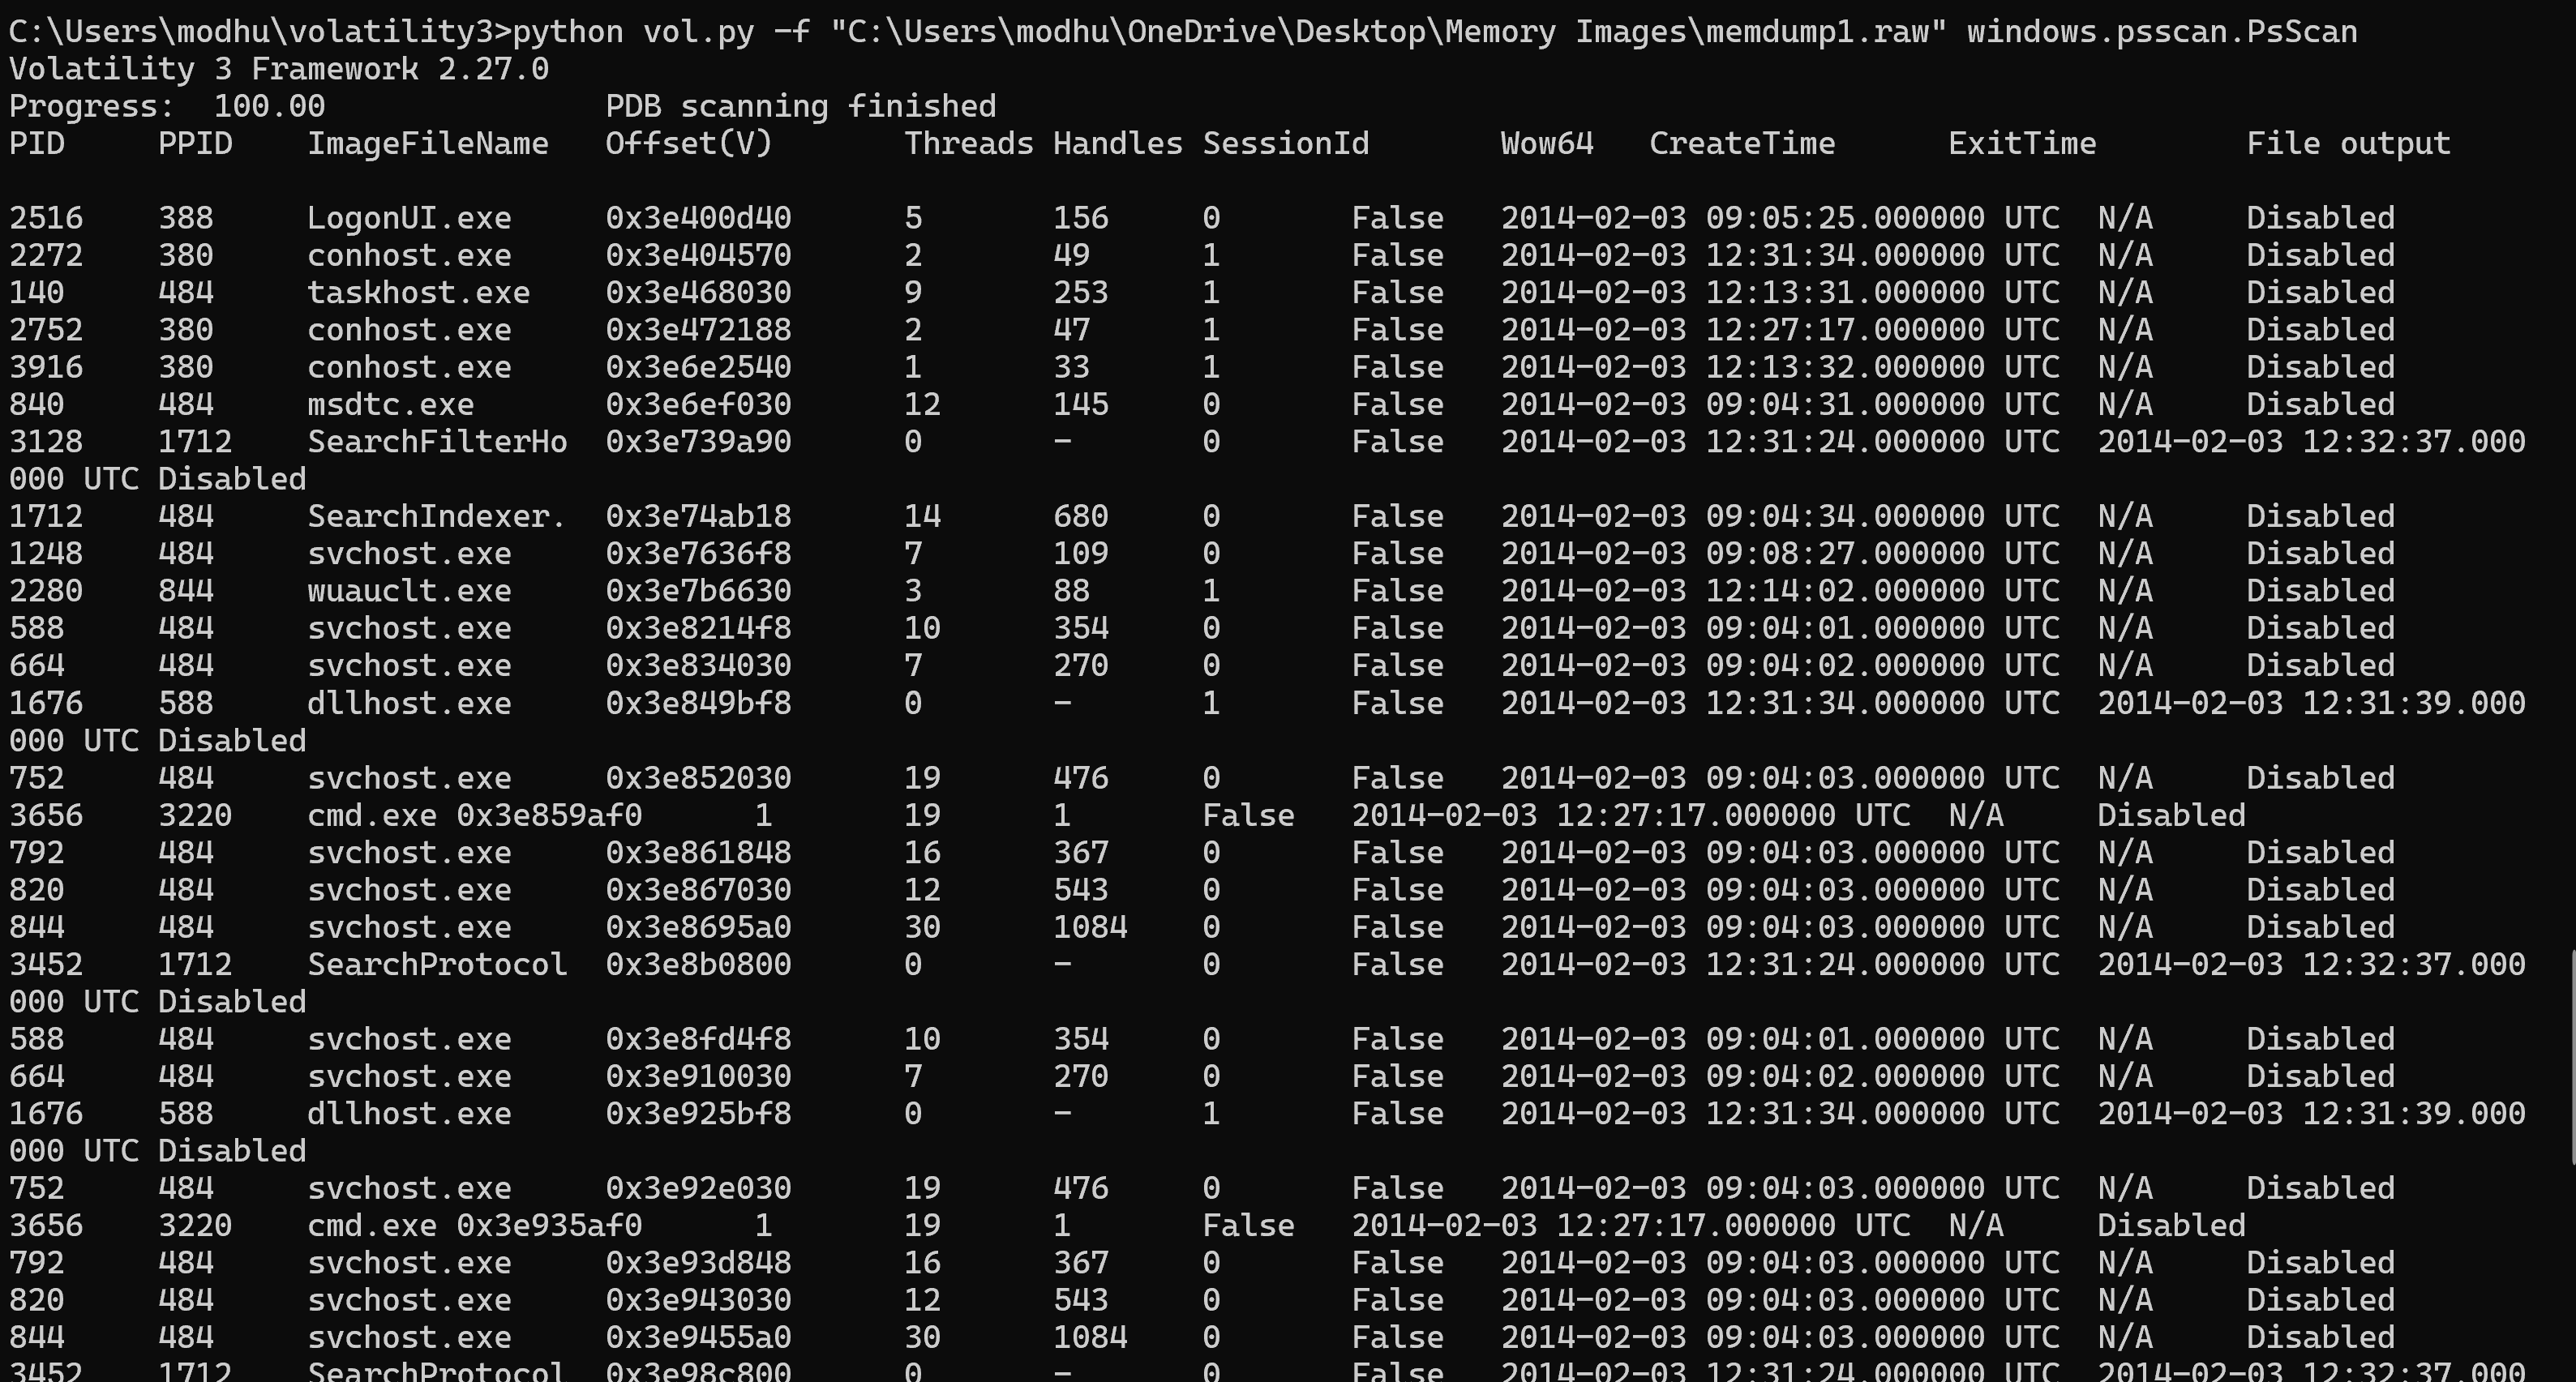 C:\Users\modhu\volatility3>python vol.py -f "C:\Users\modhu\OneDrive\Desktop\Memory Images\memdump1.raw" windows.psscan.PsScan
Volatility 3 Framework 2.27.0
Progress:  100.00               PDB scanning finished
PID     PPID    ImageFileName   Offset(V)       Threads Handles SessionId       Wow64   CreateTime      ExitTime        File output
2516    388     LogonUI.exe     0x3e400d40      5       156     0       False   2014-02-03 09:05:25.000000 UTC  N/A     Disabled
2272    380     conhost.exe     0x3e404570      2       49      1       False   2014-02-03 12:31:34.000000 UTC  N/A     Disabled
140     484     taskhost.exe    0x3e468030      9       253     1       False   2014-02-03 12:13:31.000000 UTC  N/A     Disabled
2752    380     conhost.exe     0x3e472188      2       47      1       False   2014-02-03 12:27:17.000000 UTC  N/A     Disabled
3916    380     conhost.exe     0x3e6e2540      1       33      1       False   2014-02-03 12:13:32.000000 UTC  N/A     Disabled
840     484     msdtc.exe       0x3e6ef030      12      145     0       False   2014-02-03 09:04:31.000000 UTC  N/A     Disabled
3128    1712    SearchFilterHo  0x3e739a90      0       -       0       False   2014-02-03 12:31:24.000000 UTC  2014-02-03 12:32:37.000
000 UTC Disabled
1712    484     SearchIndexer.  0x3e74ab18      14      680     0       False   2014-02-03 09:04:34.000000 UTC  N/A     Disabled
1248    484     svchost.exe     0x3e7636f8      7       109     0       False   2014-02-03 09:08:27.000000 UTC  N/A     Disabled
2280    844     wuauclt.exe     0x3e7b6630      3       88      1       False   2014-02-03 12:14:02.000000 UTC  N/A     Disabled
588     484     svchost.exe     0x3e8214f8      10      354     0       False   2014-02-03 09:04:01.000000 UTC  N/A     Disabled
664     484     svchost.exe     0x3e834030      7       270     0       False   2014-02-03 09:04:02.000000 UTC  N/A     Disabled
1676    588     dllhost.exe     0x3e849bf8      0       -       1       False   2014-02-03 12:31:34.000000 UTC  2014-02-03 12:31:39.000
000 UTC Disabled
752     484     svchost.exe     0x3e852030      19      476     0       False   2014-02-03 09:04:03.000000 UTC  N/A     Disabled
3656    3220    cmd.exe 0x3e859af0      1       19      1       False   2014-02-03 12:27:17.000000 UTC  N/A     Disabled
792     484     svchost.exe     0x3e861848      16      367     0       False   2014-02-03 09:04:03.000000 UTC  N/A     Disabled
820     484     svchost.exe     0x3e867030      12      543     0       False   2014-02-03 09:04:03.000000 UTC  N/A     Disabled
844     484     svchost.exe     0x3e8695a0      30      1084    0       False   2014-02-03 09:04:03.000000 UTC  N/A     Disabled
3452    1712    SearchProtocol  0x3e8b0800      0       -       0       False   2014-02-03 12:31:24.000000 UTC  2014-02-03 12:32:37.000
000 UTC Disabled
588     484     svchost.exe     0x3e8fd4f8      10      354     0       False   2014-02-03 09:04:01.000000 UTC  N/A     Disabled
664     484     svchost.exe     0x3e910030      7       270     0       False   2014-02-03 09:04:02.000000 UTC  N/A     Disabled
1676    588     dllhost.exe     0x3e925bf8      0       -       1       False   2014-02-03 12:31:34.000000 UTC  2014-02-03 12:31:39.000
000 UTC Disabled
752     484     svchost.exe     0x3e92e030      19      476     0       False   2014-02-03 09:04:03.000000 UTC  N/A     Disabled
3656    3220    cmd.exe 0x3e935af0      1       19      1       False   2014-02-03 12:27:17.000000 UTC  N/A     Disabled
792     484     svchost.exe     0x3e93d848      16      367     0       False   2014-02-03 09:04:03.000000 UTC  N/A     Disabled
820     484     svchost.exe     0x3e943030      12      543     0       False   2014-02-03 09:04:03.000000 UTC  N/A     Disabled
844     484     svchost.exe     0x3e9455a0      30      1084    0       False   2014-02-03 09:04:03.000000 UTC  N/A     Disabled
3452    1712    SearchProtocol  0x3e98c800      0       -       0       False   2014-02-03 12:31:24.000000 UTC  2014-02-03 12:32:37.000